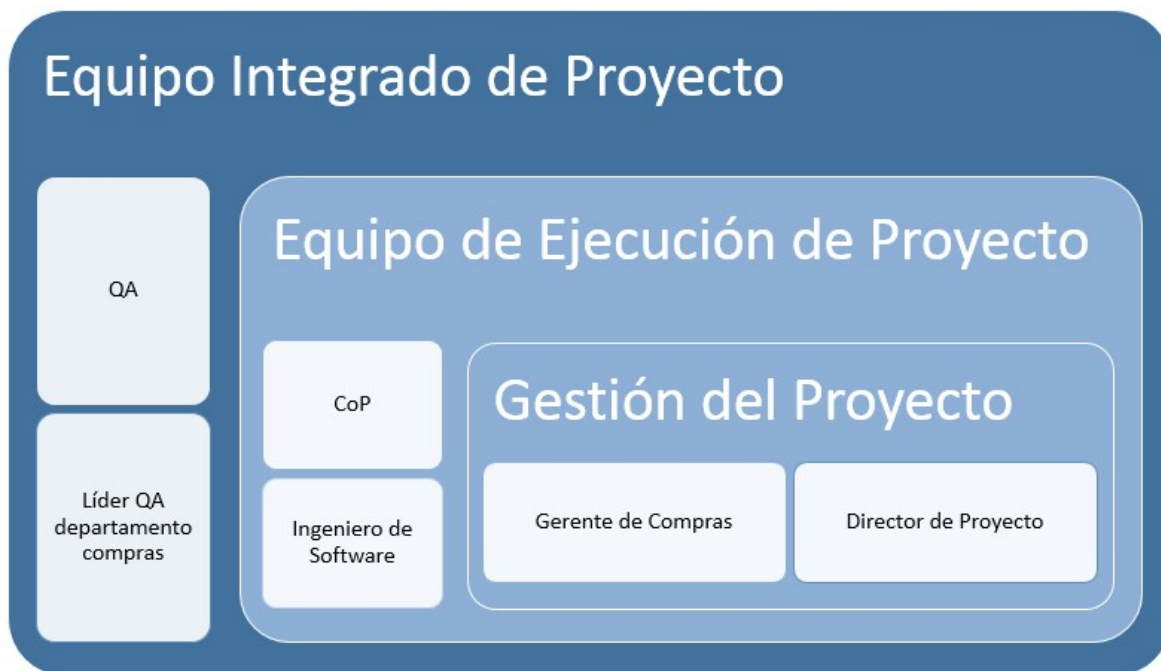 Equipo Integrado de Proyecto
QA
Líder QA
departamento
compras
Equipo de Ejecución de Proyecto
CoP
Ingeniero de
Software
Gestión del Proyecto
Gerente de Compras
Director de Proyecto